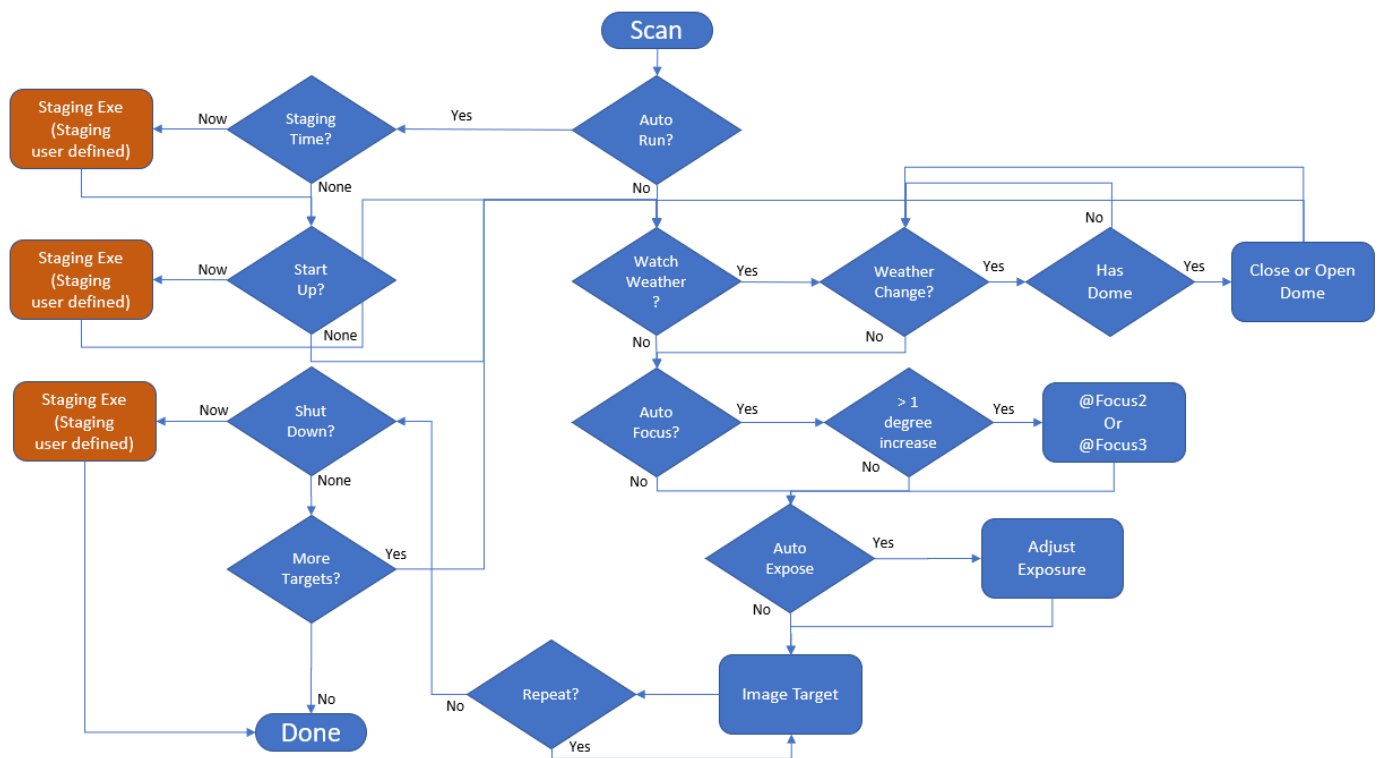 Scan
Staging Exe
(Staging
user defined)
Now
Staging
Time?
Yes
Auto
Run?
None
No
No
Staging Exe
(Staging
user defined)
Now
Start
Up?
Watch
Weather
?
Yes
Weather
Change?
Yes
Has
Dome
Yes
Close or Open
Dome
None
No
No
Staging Exe
(Staging
user defined)
Now
Shut
Down?
Auto
Focus?
Yes
> 1
degree
increase
Yes
@Focus2
Or
@Focus3
None
No
No
More
Targets?
Yes
Auto
Expose
Yes
Adjust
Exposure
No
No
Repeat?
No
Image Target
Yes
Done